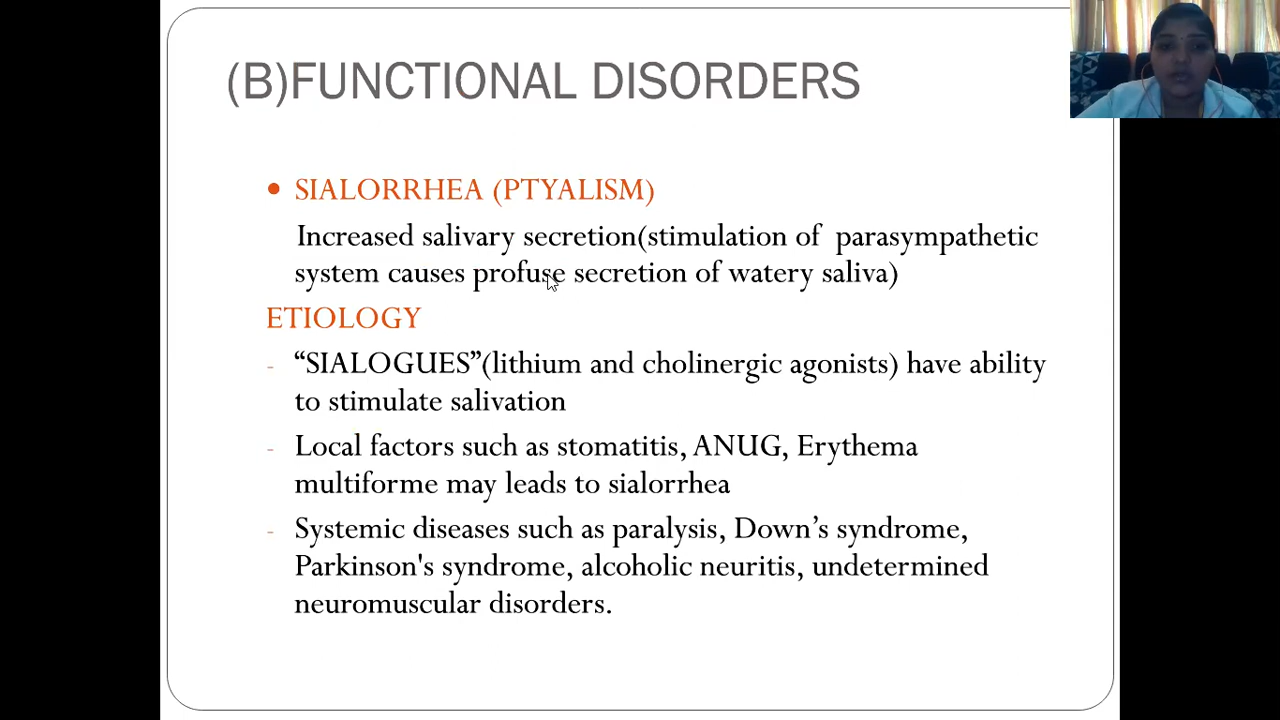 (B)FUNCTIONAL DISORDERS
• SIALORRHEA (PTYALISM)
Increased salivary secretion(stimulation of parasympathetic
system causes profuse secretion of watery saliva)
ETIOLOGY
- “SIALOGUES”(lithium and cholinergic agonists) have ability
to stimulate salivation
- Local factors such as stomatitis, ANUG, Erythema
multiforme may leads to sialorrhea
- Systemic diseases such as paralysis, Down’s syndrome,
Parkinson's syndrome, alcoholic neuritis, undetermined
neuromuscular disorders.